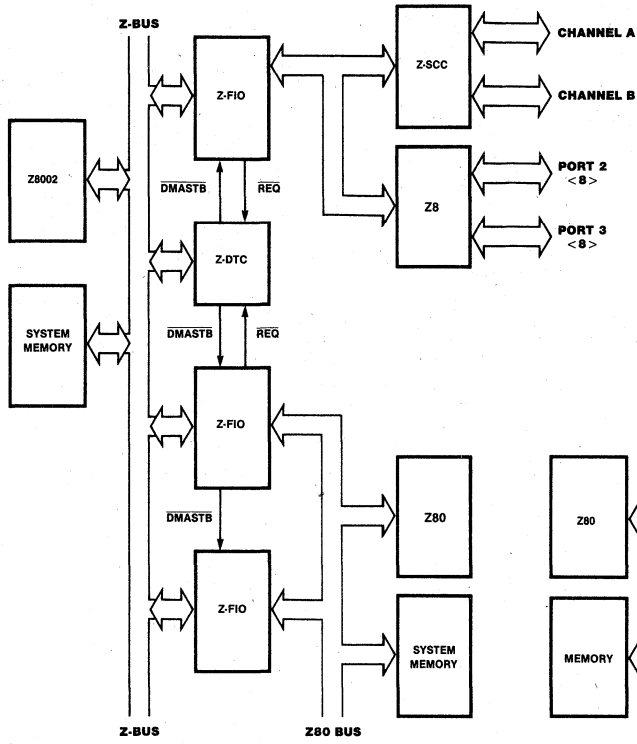 Z-BUS
Z-FIO
Z-SCC
CHANNEL A
CHANNEL B
Z8002
DMASTB
REQ
Z8
PORT 2
<8>
PORT 3
<8>
Z-DTC
SYSTEM
MEMORY
DMASTB
REQ
Z-FIO
DMASTB
Z80
Z80
Z-FIO
SYSTEM
MEMORY
MEMORY
Z-BUS
Z80 BUS